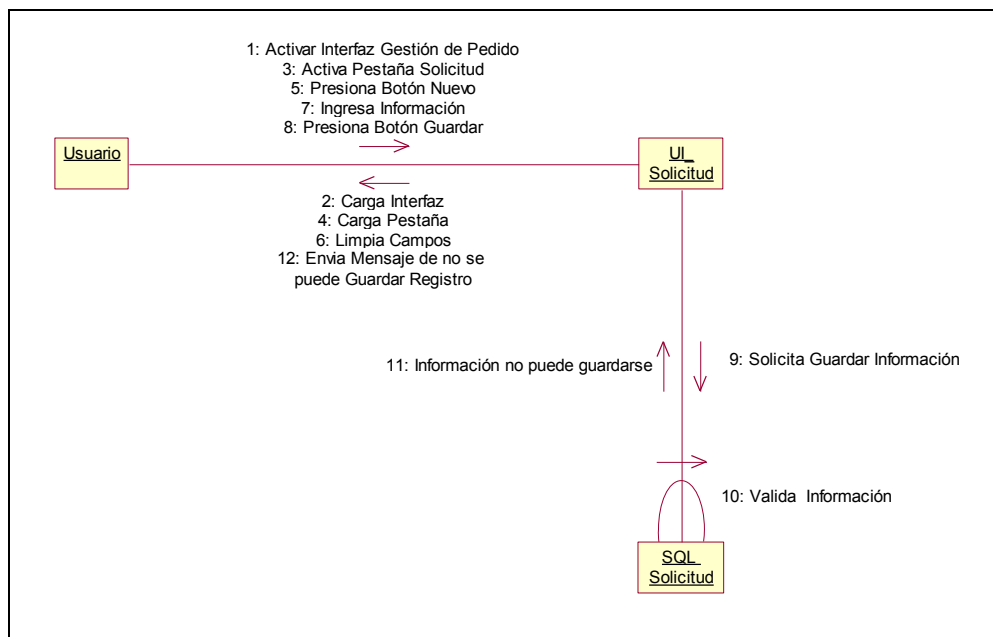 1: Activar Interfaz Gestión de Pedido
3: Activa Pestaña Solicitud
5: Presiona Botón Nuevo
7: Ingresa Información
8: Presiona Botón Guardar
Usuario
UI_
Solicitud
2: Carga Interfaz
4: Carga Pestaña
6: Limpia Campos
12: Envia Mensaje de no se
puede Guardar Registro
11: Información no puede guardarse
9: Solicita Guardar Información
10: Valida Información
SQL_
Solicitud